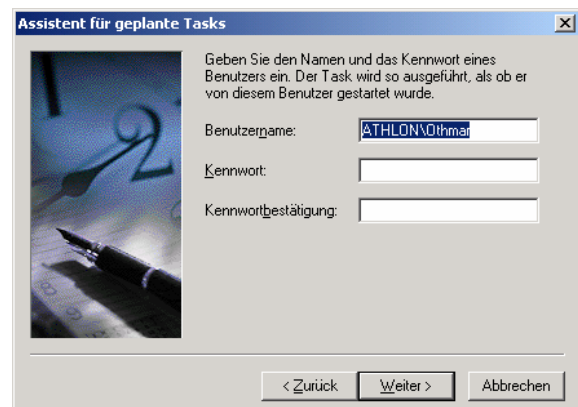 Assistent für geplante Tasks
Geben Sie den Namen und das Kennwort eines
Benutzers ein. Der Task wird so ausgeführt, als ob er
von diesem Benutzer gestartet wurde.
Benutzername: ATHLON\Othmar
Kennwort:
Kennwortbestätigung:
< Zurück Weiter > Abbrechen